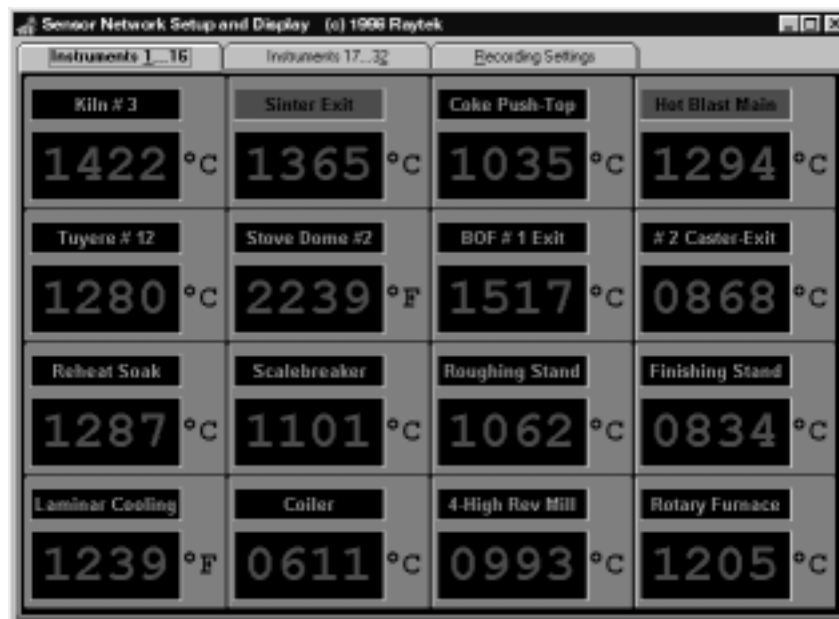 Sensor Network Setup and Display (c) 1996 Raytek
Instruments 1...16 Instruments 17...32 Recording Settings
Kiln # 3 Sinter Exit Coke Push-Top Hot Blast Main
1422 °C 1365 °C 1035 °C 1294 °C
Tuyere # 12 Stove Dome #2 BOF # 1 Exit # 2 Caster-Exit
1280 °C 2239 °F 1517 °C 0868 °C
Reheat Soak Scalebreaker Roughing Stand Finishing Stand
1287 °C 1101 °C 1062 °C 0834 °C
Laminar Cooling Coiler 4-High Rev Mill Rotary Furnace
1239 °F 0611 °C 0993 °C 1205 °C